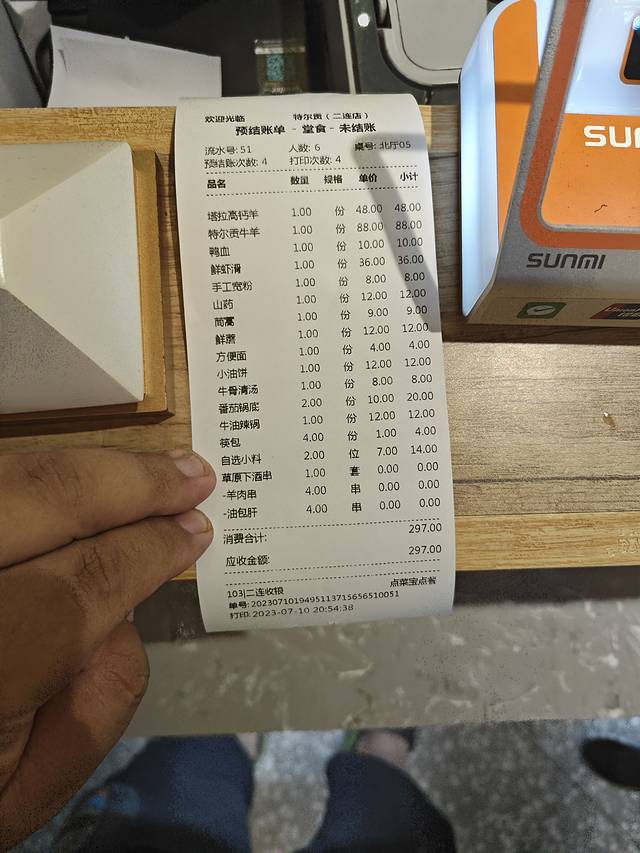 欢迎光临 特尔贡(二连店)
预结账单 - 堂食 - 未结账
流水号: 51 人数: 6 桌号: 北厅05
预结账次数: 4 打印次数: 4
品名 数量 规格 单价 小计
塔拉高钙羊 1.00 份 48.00 48.00
特尔贡牛羊 1.00 份 88.00 88.00
鸭血 1.00 份 10.00 10.00
鲜虾滑 1.00 份 36.00 36.00
手工宽粉 1.00 份 8.00 8.00
山药 1.00 份 12.00 12.00
茼蒿 1.00 份 9.00 9.00
鲜蘑 1.00 份 12.00 12.00
方便面 1.00 份 4.00 4.00
小油饼 1.00 份 12.00 12.00
牛骨清汤 1.00 份 8.00 8.00
番茄锅底 2.00 份 10.00 20.00
牛油辣锅 1.00 份 12.00 12.00
筷包 4.00 份 1.00 4.00
自选小料 2.00 位 7.00 14.00
草原下酒串 1.00 套 0.00 0.00
-羊肉串 4.00 串 0.00 0.00
-油包肝 4.00 串 0.00 0.00
消费合计: 297.00
应收金额: 297.00
103|二连收银 点菜宝点餐
单号: 2023071019495113715656510051
打印: 2023-07-10 20:54:38
SUNMI